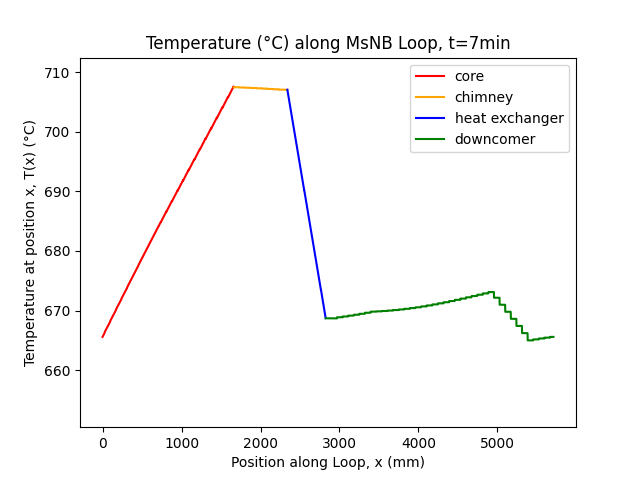 Temperature (°C) along MsNB Loop, t=7min
Temperature at position x, T(x) (°C)
710
700
690
680
670
660
core
chimney
heat exchanger
downcomer
0
1000
2000
3000
4000
5000
Position along Loop, x (mm)